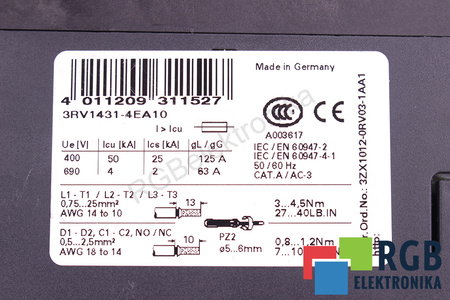 Made in Germany
4 011209 311527
3RV1431-4EA10
I > Icu
CCC
A003617
IEC / EN 60947-2
IEC / EN 60947-4-1
50 / 60 Hz
CAT.A / AC-3
Ue [V] Icu [kA] Ics [kA] gL / gG
400 50 25 125 A
690 4 2 63 A
L1 - T1 / L2 - T2 / L3 - T3
0,75...25mm²
AWG 14 to 10
13
3...4,5Nm
27...40LB.IN
D1 - D2, C1 - C2, NO / NC
0,5...2,5mm²
AWG 18 to 14
10
PZ2
ø5...6mm
0,8...1,2Nm
7...10
Ord.No.: 3ZX1012-0RV03-1AA1
http:
RGBelektronika
RGB
ELEKTRONIKA